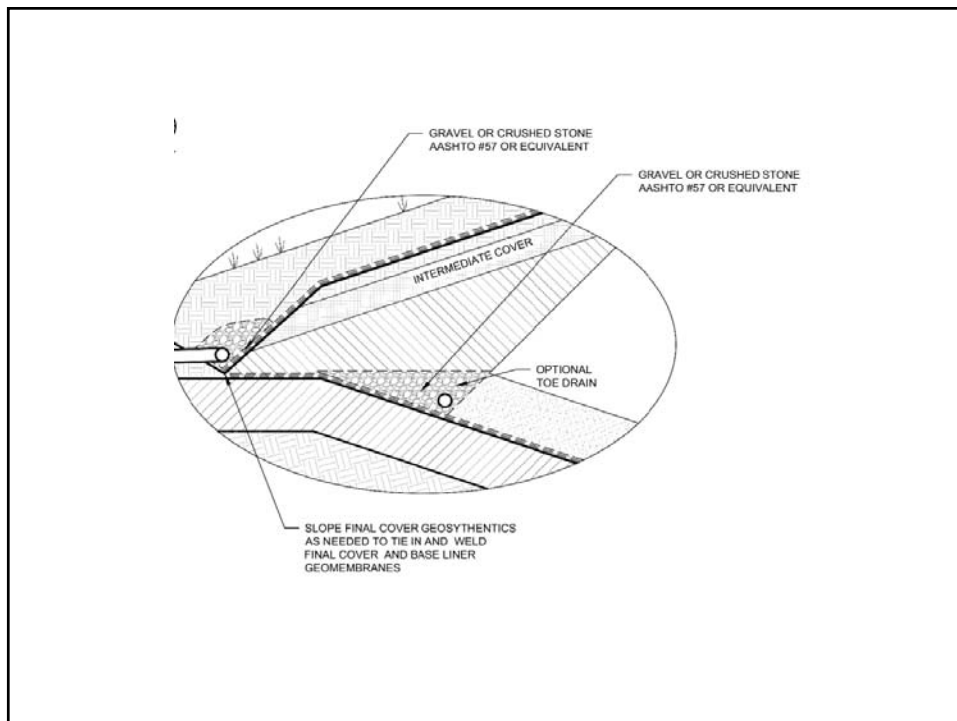 GRAVEL OR CRUSHED STONE
AASHTO #57 OR EQUIVALENT
GRAVEL OR CRUSHED STONE
AASHTO #57 OR EQUIVALENT
INTERMEDIATE COVER
OPTIONAL
TOE DRAIN
SLOPE FINAL COVER GEOSYTHENTICS
AS NEEDED TO TIE IN AND WELD
FINAL COVER AND BASE LINER
GEOMEMBRANES